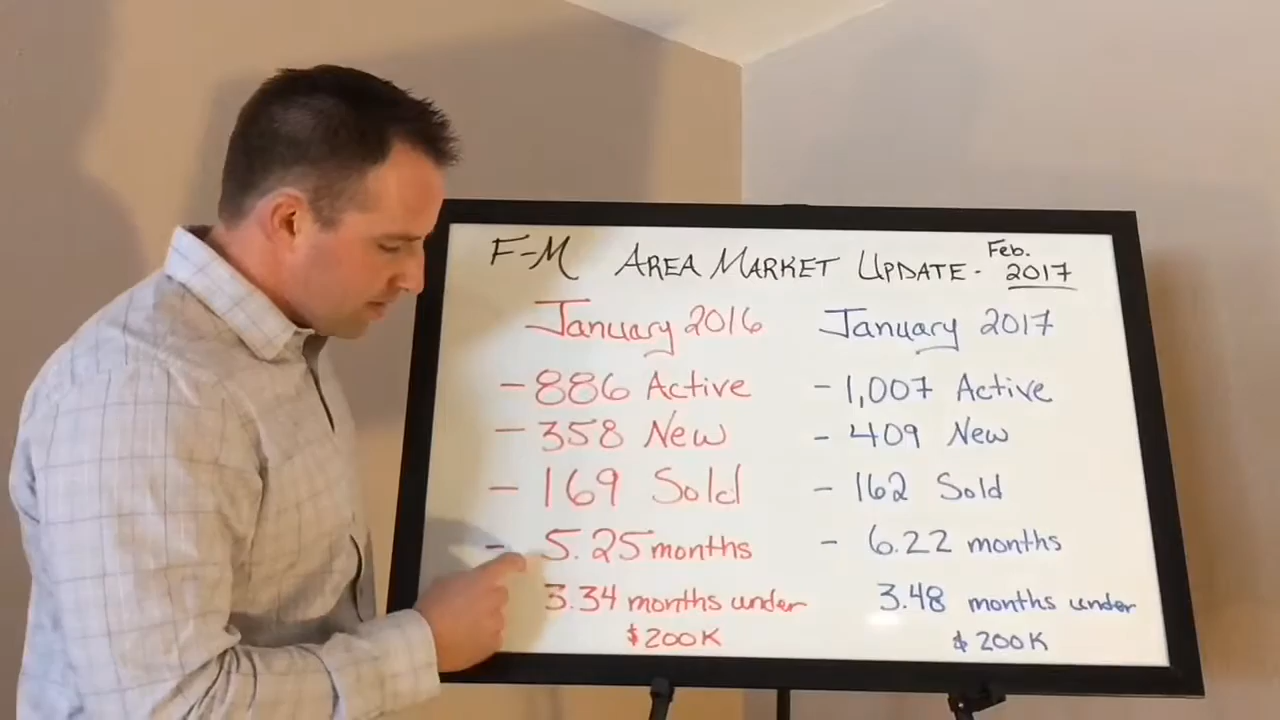 F-M AREA MARKET UPDATE - Feb. 2017
January 2016
- 886 Active
- 358 New
- 169 Sold
- 5.25 months
3.34 months under
$200K
January 2017
- 1,007 Active
- 409 New
- 162 Sold
- 6.22 months
3.48 months under
$200K